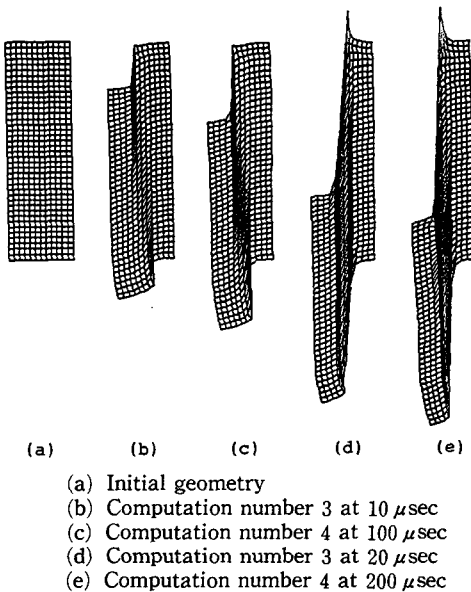 (a) (b) (c) (d) (e)
(a) Initial geometry
(b) Computation number 3 at 10 μsec
(c) Computation number 4 at 100 μsec
(d) Computation number 3 at 20 μsec
(e) Computation number 4 at 200 μsec